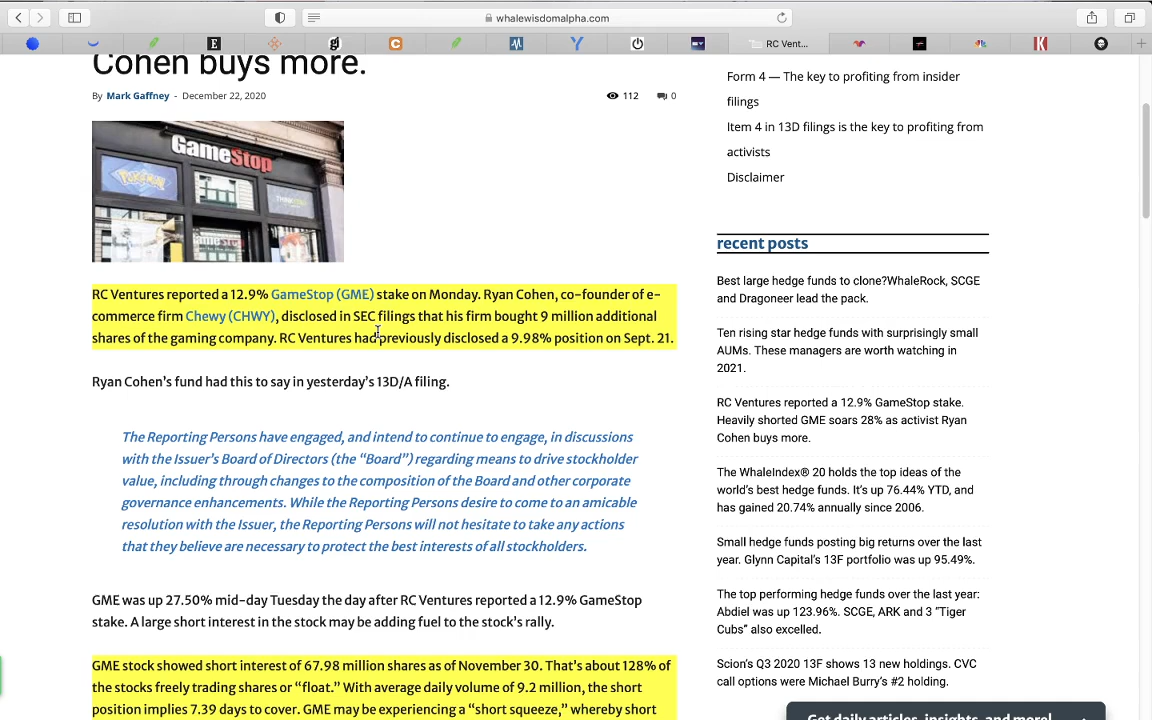 whalewisdomalpha.com
RC Vent...
Cohen buys more.
By Mark Gaffney - December 22, 2020
112
0
GameStop
POKÉMON
RC Ventures reported a 12.9% GameStop (GME) stake on Monday. Ryan Cohen, co-founder of e-
commerce firm Chewy (CHWY), disclosed in SEC filings that his firm bought 9 million additional
shares of the gaming company. RC Ventures had previously disclosed a 9.98% position on Sept. 21.
Ryan Cohen's fund had this to say in yesterday's 13D/A filing.
The Reporting Persons have engaged, and intend to continue to engage, in discussions
with the Issuer's Board of Directors (the "Board") regarding means to drive stockholder
value, including through changes to the composition of the Board and other corporate
governance enhancements. While the Reporting Persons desire to come to an amicable
resolution with the Issuer, the Reporting Persons will not hesitate to take any actions
that they believe are necessary to protect the best interests of all stockholders.
GME was up 27.50% mid-day Tuesday the day after RC Ventures reported a 12.9% GameStop
stake. A large short interest in the stock may be adding fuel to the stock's rally.
GME stock showed short interest of 67.98 million shares as of November 30. That's about 128% of
the stocks freely trading shares or "float." With average daily volume of 9.2 million, the short
position implies 7.39 days to cover. GME may be experiencing a "short squeeze," whereby short
Form 4 — The key to profiting from insider
filings
Item 4 in 13D filings is the key to profiting from
activists
Disclaimer
recent posts
Best large hedge funds to clone?WhaleRock, SCGE
and Dragoneer lead the pack.
Ten rising star hedge funds with surprisingly small
AUMs. These managers are worth watching in
2021.
RC Ventures reported a 12.9% GameStop stake.
Heavily shorted GME soars 28% as activist Ryan
Cohen buys more.
The WhaleIndex® 20 holds the top ideas of the
world's best hedge funds. It's up 76.44% YTD, and
has gained 20.74% annually since 2006.
Small hedge funds posting big returns over the last
year. Glynn Capital's 13F portfolio was up 95.49%.
The top performing hedge funds over the last year:
Abdiel was up 123.96%. SCGE, ARK and 3 "Tiger
Cubs" also excelled.
Scion's Q3 2020 13F shows 13 new holdings. CVC
call options were Michael Burry's #2 holding.
Get daily articles, insights, and more!